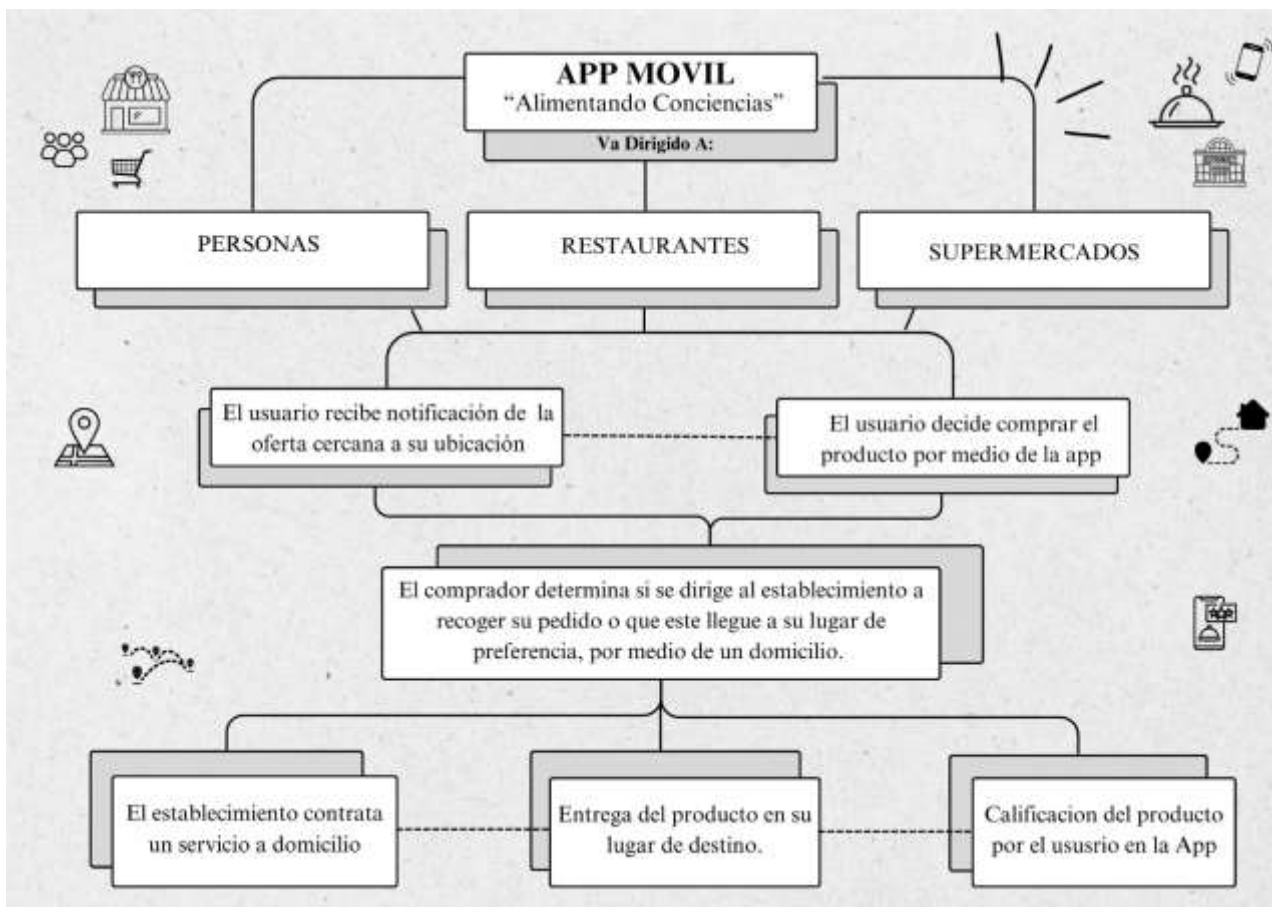 APP MOVIL
“Alimentando Conciencias”
Va Dirigido A:
PERSONAS
RESTAURANTES
SUPERMERCADOS
El usuario recibe notificación de la
oferta cercana a su ubicación
El usuario decide comprar el
producto por medio de la app
El comprador determina si se dirige al establecimiento a
recoger su pedido o que este llegue a su lugar de
preferencia, por medio de un domicilio.
El establecimiento contrata
un servicio a domicilio
Entrega del producto en su
lugar de destino.
Calificacion del producto
por el ususrio en la App